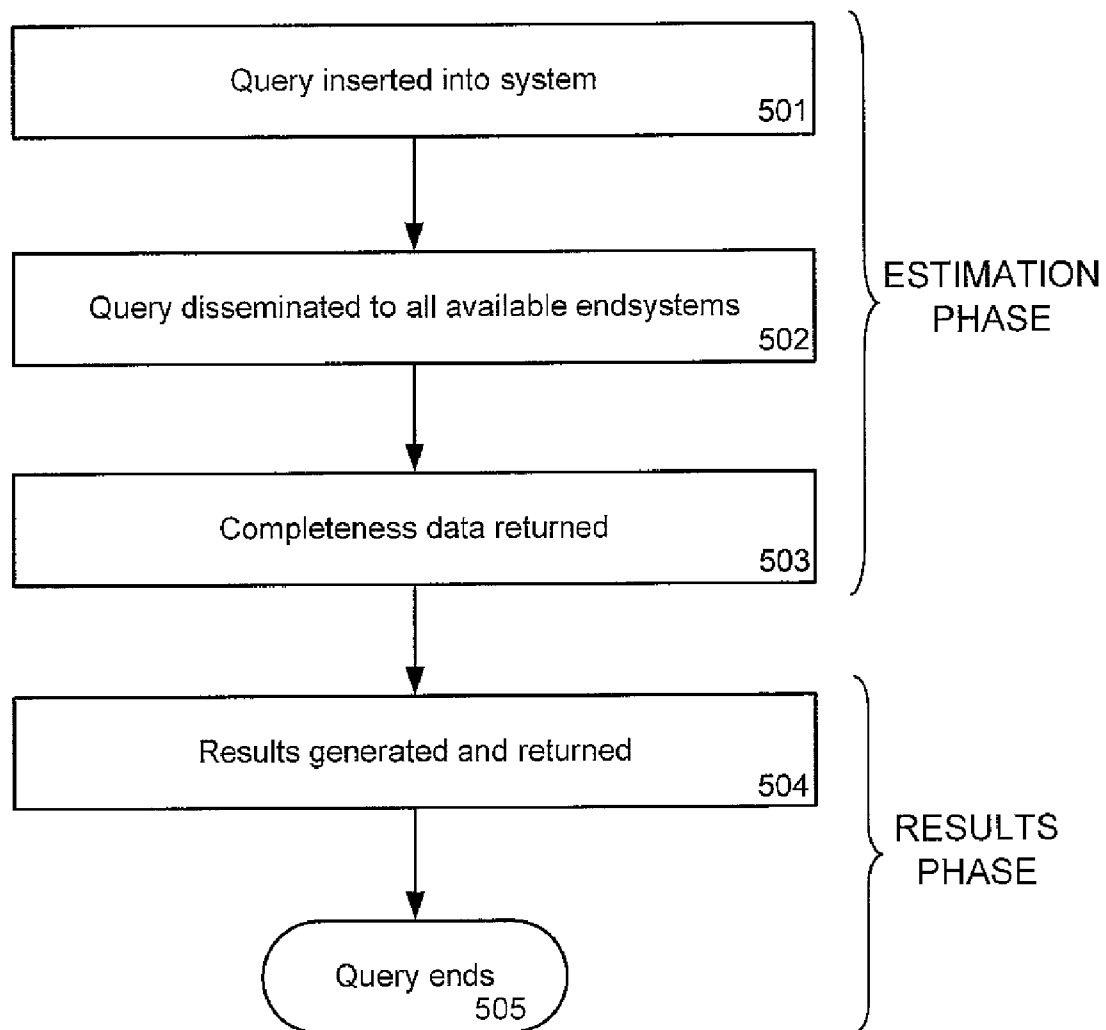 Query inserted into system
501
Query disseminated to all available endsystems
502
ESTIMATION
PHASE
Completeness data returned
503
Results generated and returned
504
RESULTS
PHASE
Query ends
505